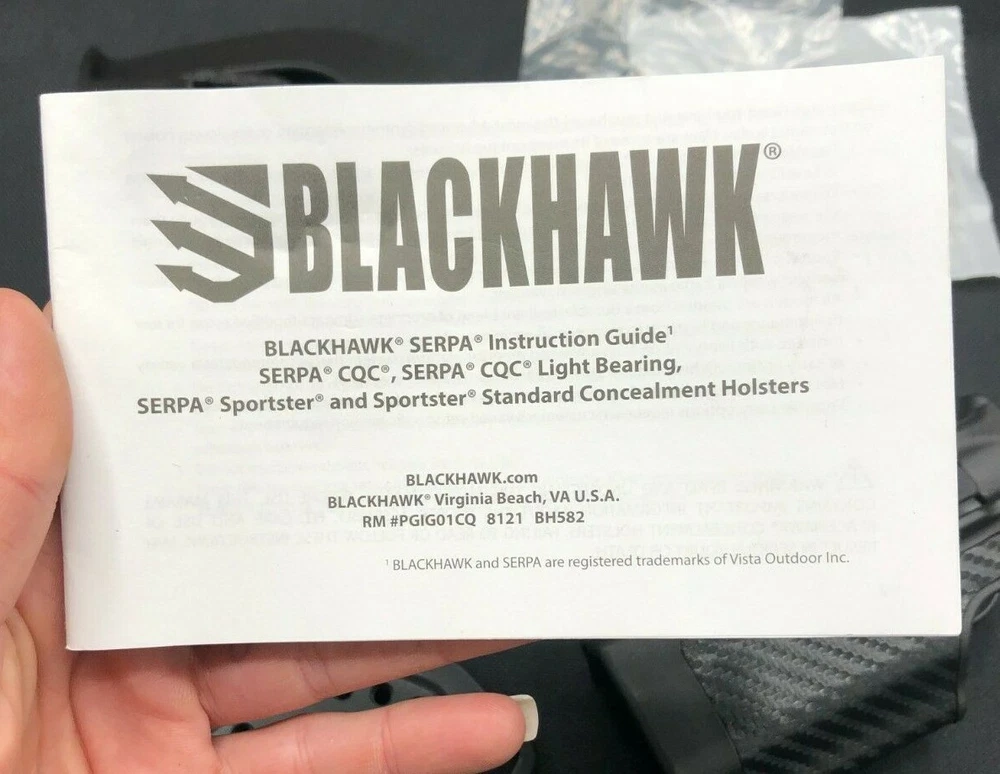 BLACKHAWK®
BLACKHAWK® SERPA® Instruction Guide¹
SERPA® CQC®, SERPA® CQC® Light Bearing,
SERPA® Sportster® and Sportster® Standard Concealment Holsters
BLACKHAWK.com
BLACKHAWK® Virginia Beach, VA U.S.A.
RM #PGIG01CQ 8121 BH582
¹ BLACKHAWK and SERPA are registered trademarks of Vista Outdoor Inc.